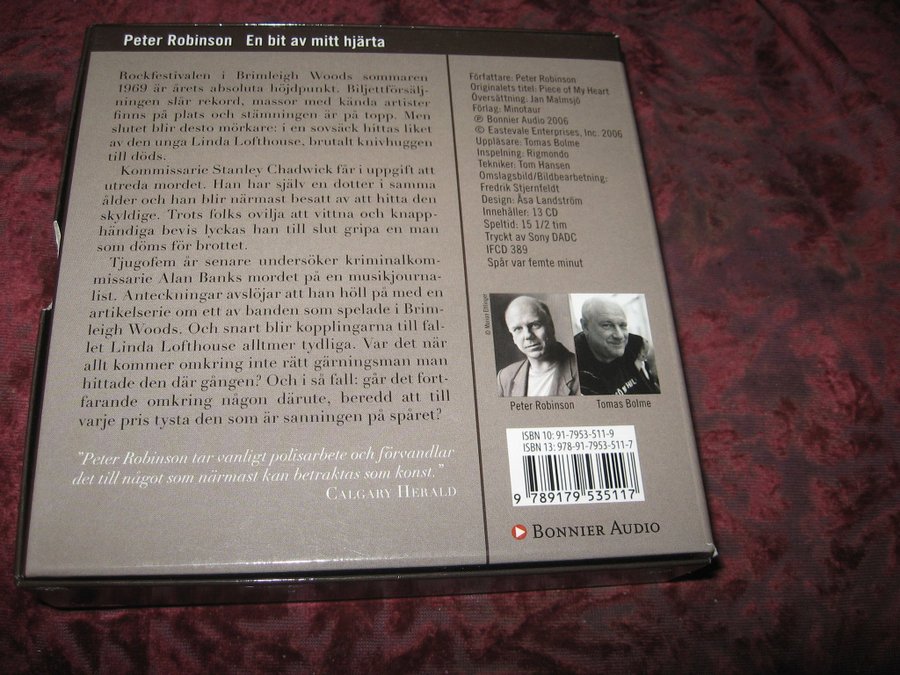 Peter Robinson En bit av mitt hjärta
Rockfestivalen i Brimleigh Woods sommaren
1969 är årets absoluta höjdpunkt. Biljettförsälj-
ningen slår rekord, massor med kända artister
finns på plats och stämningen är på topp. Men
slutet blir desto mörkare: i en sovsäck hittas liket
av den unga Linda Lofthouse, brutalt knivhuggen
till döds.
Kommissarie Stanley Chadwick får i uppgift att
utreda mordet. Han har själv en dotter i samma
ålder och han blir närmast besatt av att hitta den
skyldige. Trots folks ovilja att vittna och knapp-
händiga bevis lyckas han till slut gripa en man
som döms för brottet.
Tjugofem år senare undersöker kriminalkom-
missarie Alan Banks mordet på en musikjourna-
list. Anteckningar avslöjar att han höll på med en
artikelserie om ett av banden som spelade i Brim-
leigh Woods. Och snart blir kopplingarna till fal-
let Linda Lofthouse alltmer tydliga. Var det när
allt kommer omkring inte rätt gärningsman man
hittade den där gången? Och i så fall: går det fort-
farande omkring någon därute, beredd att till
varje pris tysta den som är sanningen på spåret?
"Peter Robinson tar vanligt polisarbete och förvandlar
det till något som närmast kan betraktas som konst."
CALGARY HERALD
Författare: Peter Robinson
Originalets titel: Piece of My Heart
Översättning: Jan Malmsjö
Förlag: Minotaur
℗ Bonnier Audio 2006
© Eastevale Enterprises, Inc. 2006
Uppläsare: Tomas Bolme
Inspelning: Rigmondo
Tekniker: Tom Hansen
Omslagsbild/Bildbearbetning:
Fredrik Stjernfeldt
Design: Åsa Landström
Innehåller: 13 CD
Speltid: 15 1/2 tim
Tryckt av Sony DADC
IFCD 389
Spår var femte minut
Peter Robinson Tomas Bolme
ISBN 10: 91-7953-511-9
ISBN 13: 978-91-7953-511-7
9 789179 535117
BONNIER AUDIO